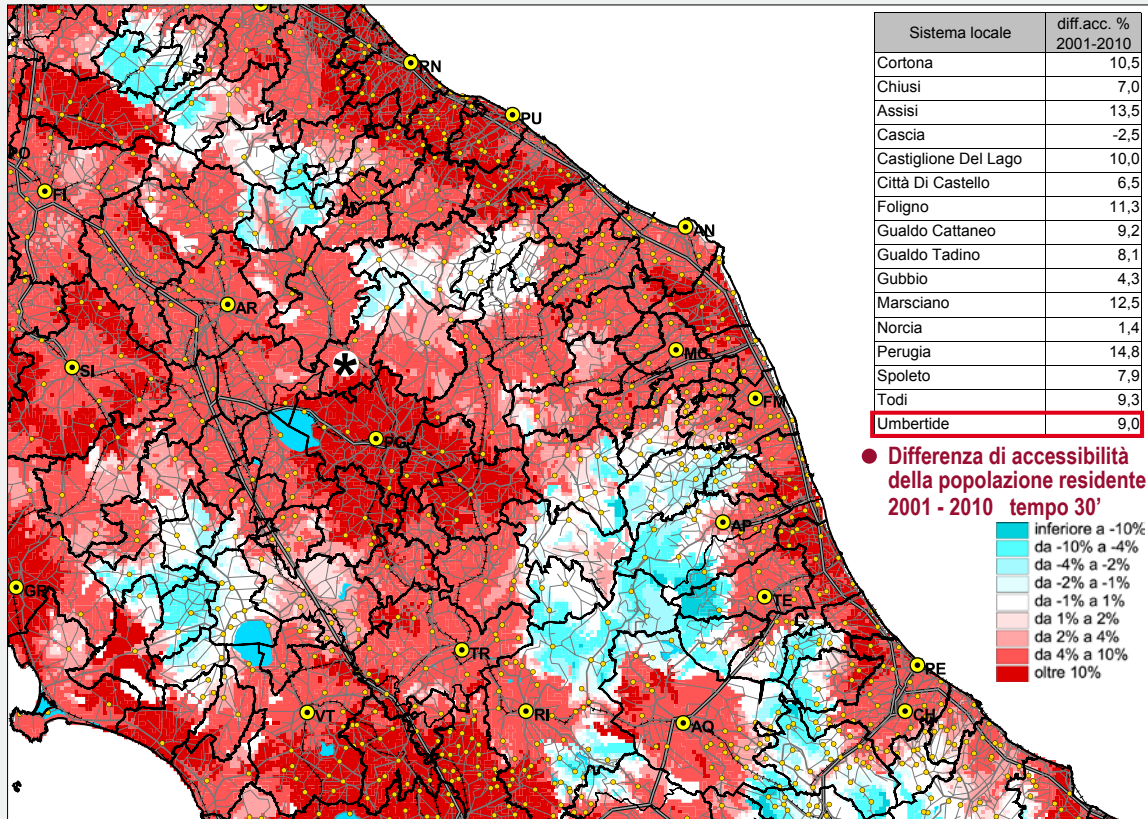 FC
RN
PU
BO
FI
AN
AR
MC
SI
FM
PG
AP
GR
TE
TR
PE
VT
RI
AQ
CH
*
Sistema locale diff.acc. %
2001-2010
Cortona 10,5
Chiusi 7,0
Assisi 13,5
Cascia -2,5
Castiglione Del Lago 10,0
Città Di Castello 6,5
Foligno 11,3
Gualdo Cattaneo 9,2
Gualdo Tadino 8,1
Gubbio 4,3
Marsciano 12,5
Norcia 1,4
Perugia 14,8
Spoleto 7,9
Todi 9,3
Umbertide 9,0
● Differenza di accessibilità
della popolazione residente
2001 - 2010 tempo 30'
inferiore a -10%
da -10% a -4%
da -4% a -2%
da -2% a -1%
da -1% a 1%
da 1% a 2%
da 2% a 4%
da 4% a 10%
oltre 10%